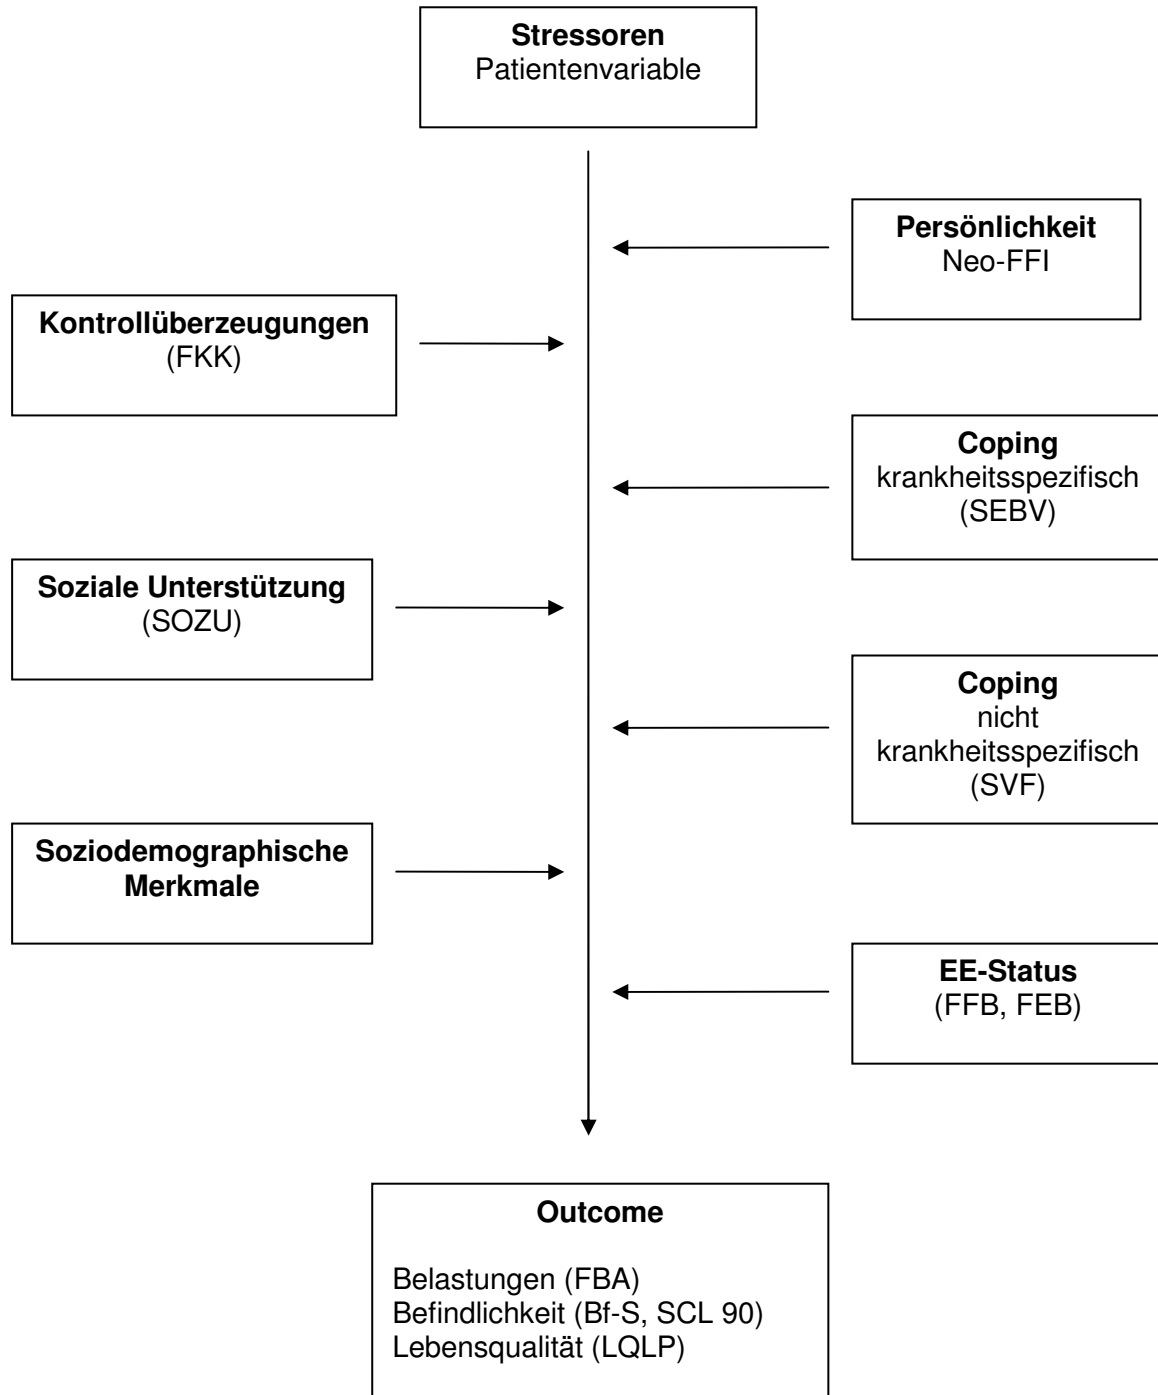 Stressoren
Patientenvariable
Persönlichkeit
Neo-FFI
Kontrollüberzeugungen
(FKK)
Coping
krankheitsspezifisch
(SEBV)
Soziale Unterstützung
(SOZU)
Coping
nicht
krankheitsspezifisch
(SVF)
Soziodemographische
Merkmale
EE-Status
(FFB, FEB)
Outcome
Belastungen (FBA)
Befindlichkeit (Bf-S, SCL 90)
Lebensqualität (LQLP)